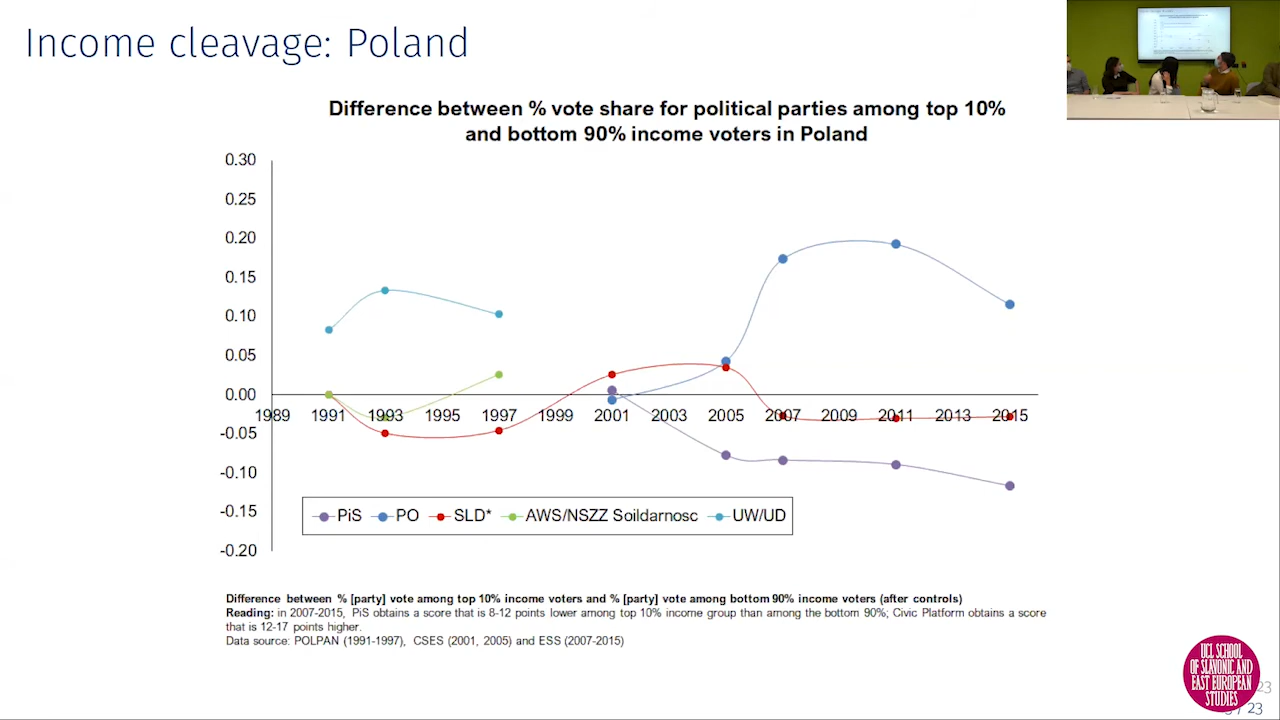 Income cleavage: Poland
Difference between % vote share for political parties among top 10%
and bottom 90% income voters in Poland
0.30
0.25
0.20
0.15
0.10
0.05
0.00
-0.05
-0.10
-0.15
-0.20
1989 1991 1993 1995 1997 1999 2001 2003 2005 2007 2009 2011 2013 2015
PiS PO SLD* AWS/NSZZ Soildarnosc UW/UD
Difference between % [party] vote among top 10% income voters and % [party] vote among bottom 90% income voters (after controls)
Reading: in 2007-2015, PiS obtains a score that is 8-12 points lower among top 10% income group than among the bottom 90%; Civic Platform obtains a score
that is 12-17 points higher.
Data source: POLPAN (1991-1997), CSES (2001, 2005) and ESS (2007-2015)
UCL SCHOOL
OF SLAVONIC AND
EAST EUROPEAN
STUDIES
23
/ 23